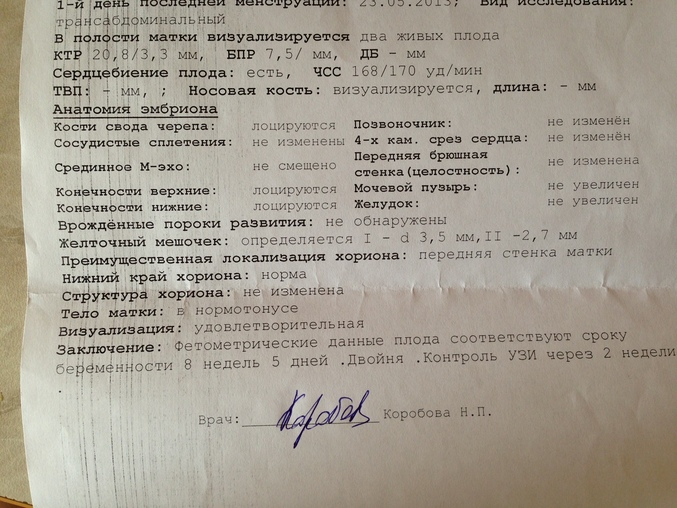 1-й день последней менструации: 23.05.2013; Вид исследования:
трансабдоминальный
В полости матки визуализируется два живых плода
КТР 20,8/3,3 мм, БПР 7,5/ мм, ДБ - мм
Сердцебиение плода: есть, ЧСС 168/170 уд/мин
ТВП: - мм, ; Носовая кость: визуализируется, длина: - мм
Анатомия эмбриона
Кости свода черепа: лоцируются Позвоночник: не изменён
Сосудистые сплетения: не изменены 4-х кам. срез сердца: не изменён
Срединное М-эхо: не смещено Передняя брюшная стенка(целостность): не изменена
Конечности верхние: лоцируются Мочевой пузырь: не увеличен
Конечности нижние: лоцируются Желудок: не увеличен
Врождённые пороки развития: не обнаружены
Желточный мешочек: определяется I - d 3,5 мм,II -2,7 мм
Преимущественная локализация хориона: передняя стенка матки
Нижний край хориона: норма
Структура хориона: не изменена
Тело матки: в нормотонусе
Визуализация: удовлетворительная
Заключение: Фетометрические данные плода соответствуют сроку
беременности 8 недель 5 дней .Двойня .Контроль УЗИ через 2 недели
.
Врач: Коробова Н.П.